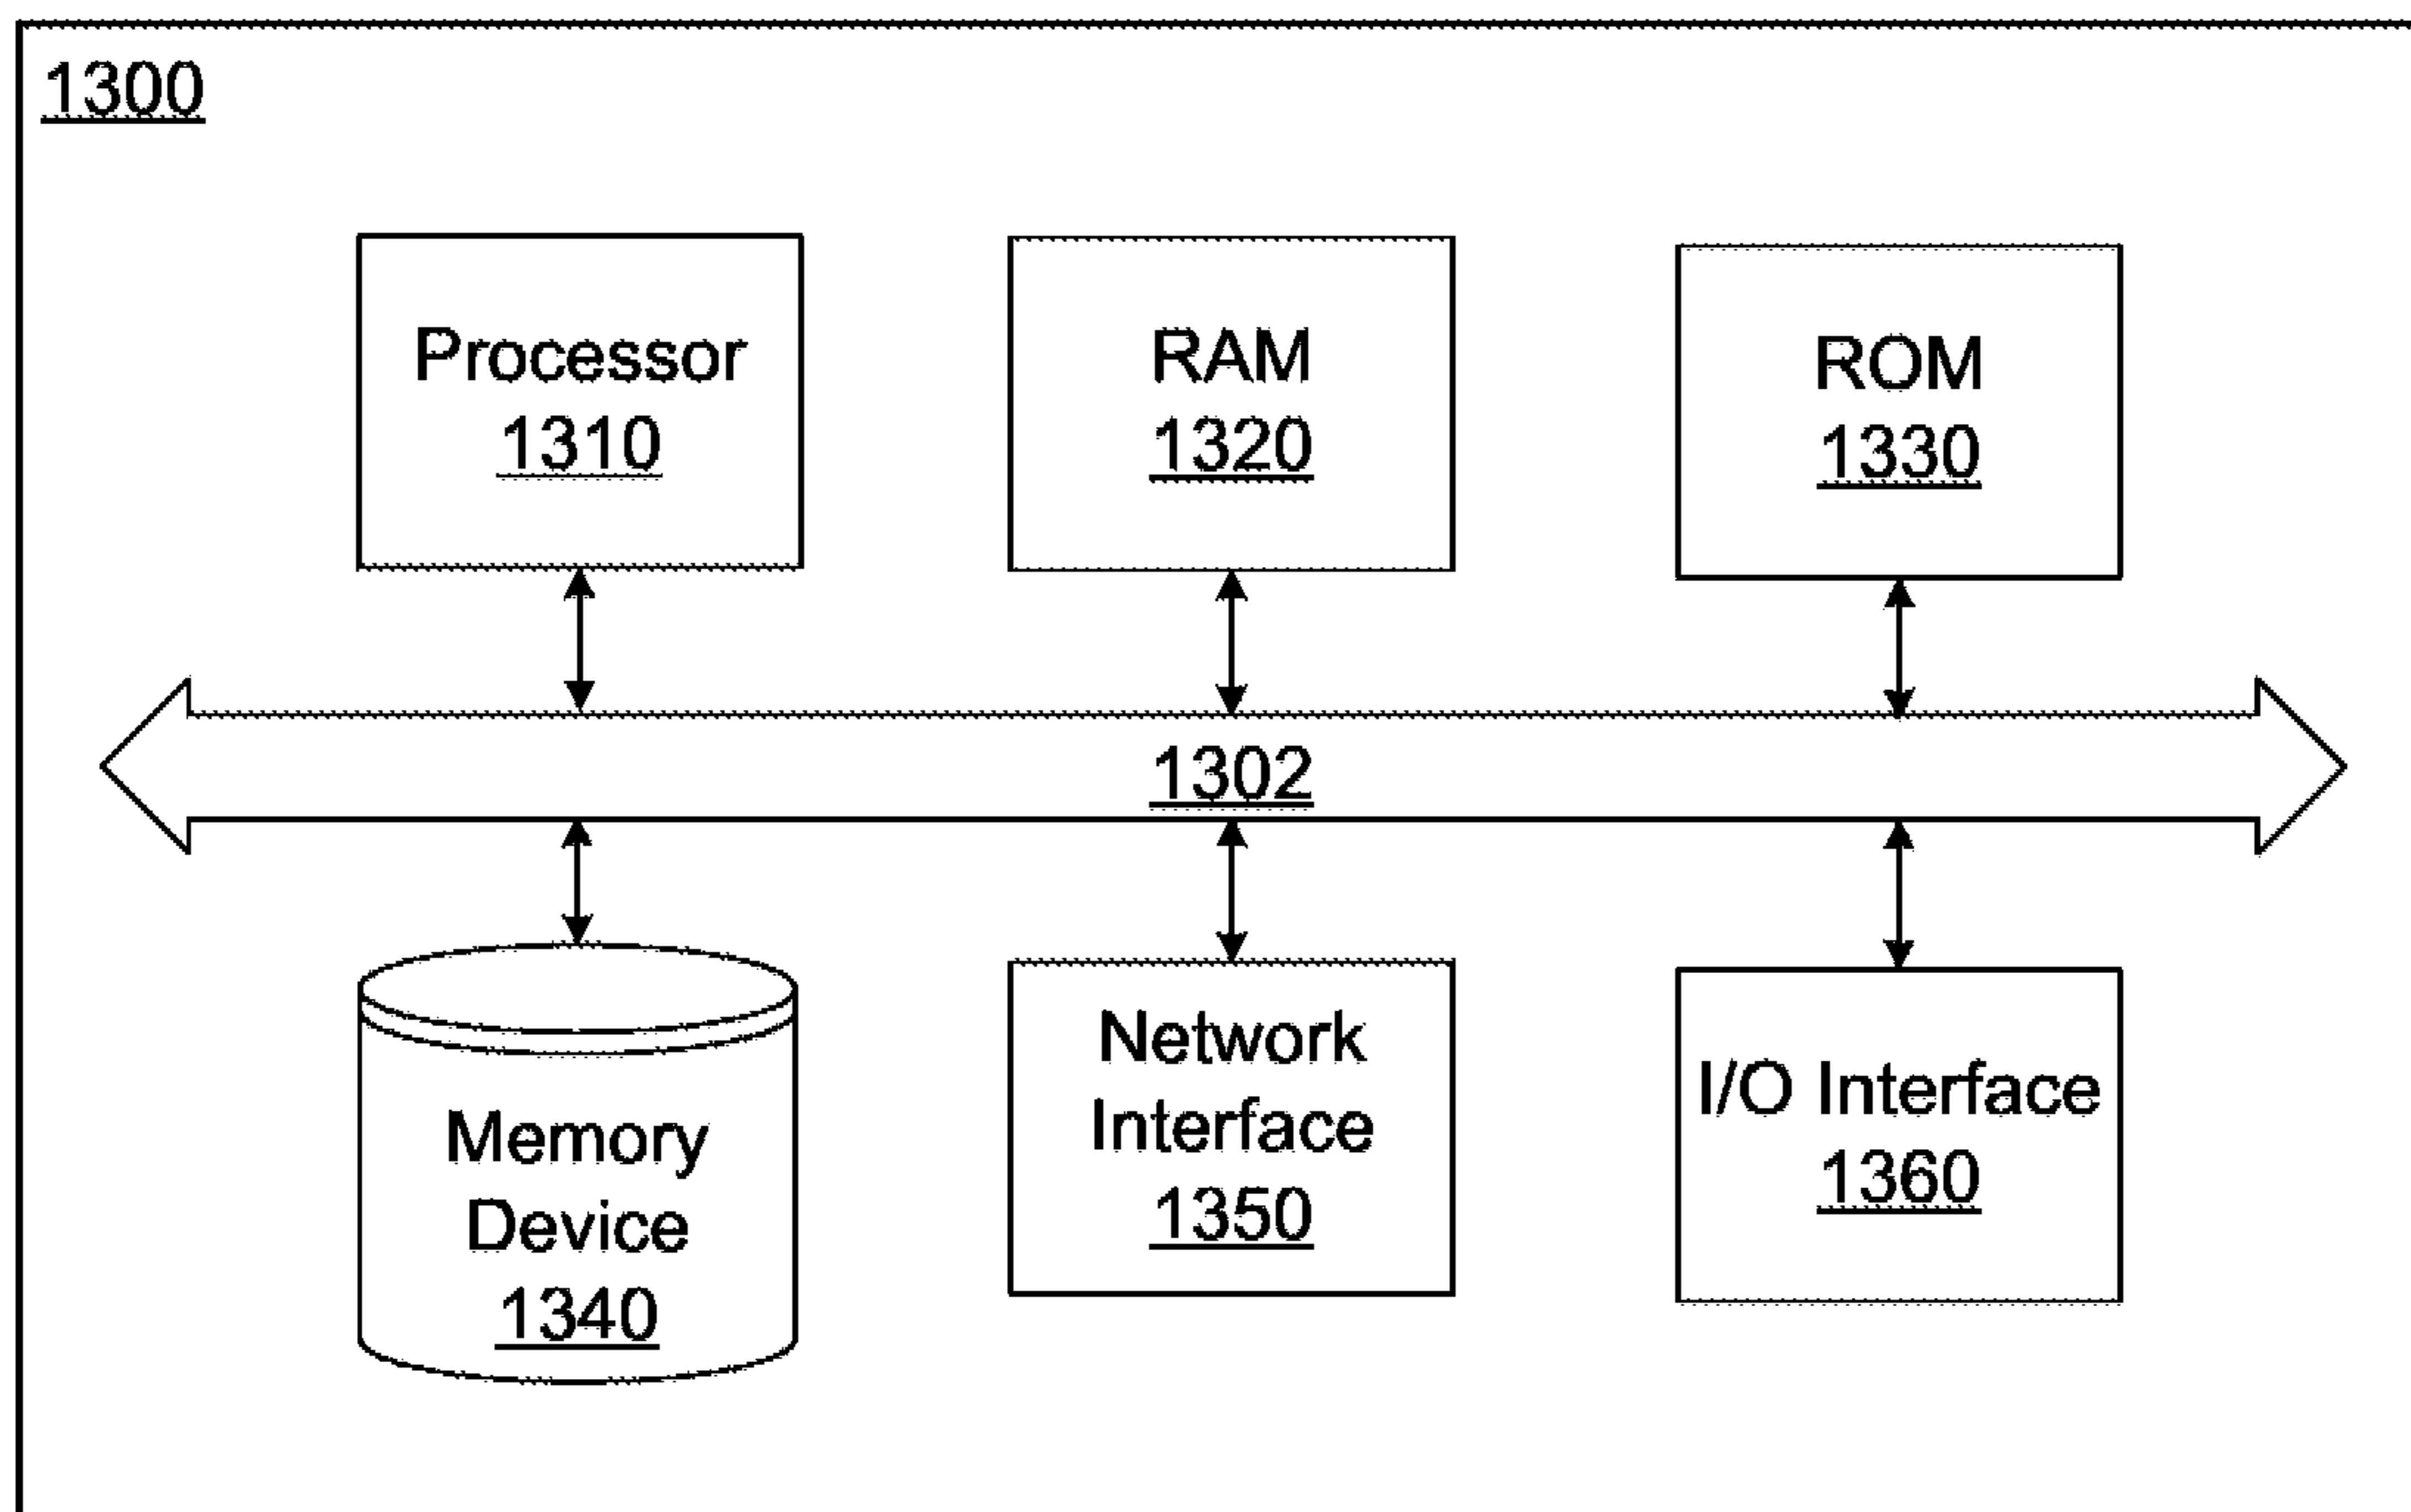 1300
Processor
1310
RAM
1320
ROM
1330
1302
Memory
Device
1340
Network
Interface
1350
I/O Interface
1360